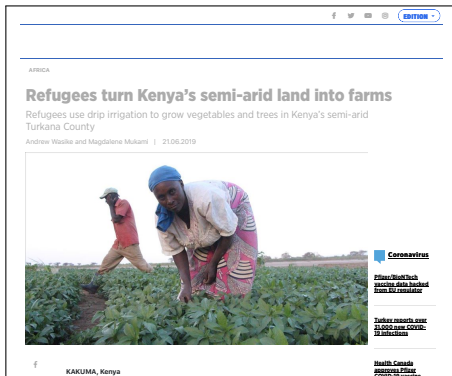 EDITION
AFRICA
Refugees turn Kenya's semi-arid land into farms
Refugees use drip irrigation to grow vegetables and trees in Kenya's semi-arid
Turkana County
Andrew Wasike and Magdalene Mukami | 21.06.2019
Coronavirus
Pfizer/BioNTech
vaccine data hacked
from EU regulator
Turkey reports over
31,000 new COVID-
19 infections
Health Canada
approves Pfizer
COVID-19 vaccine
KAKUMA, Kenya